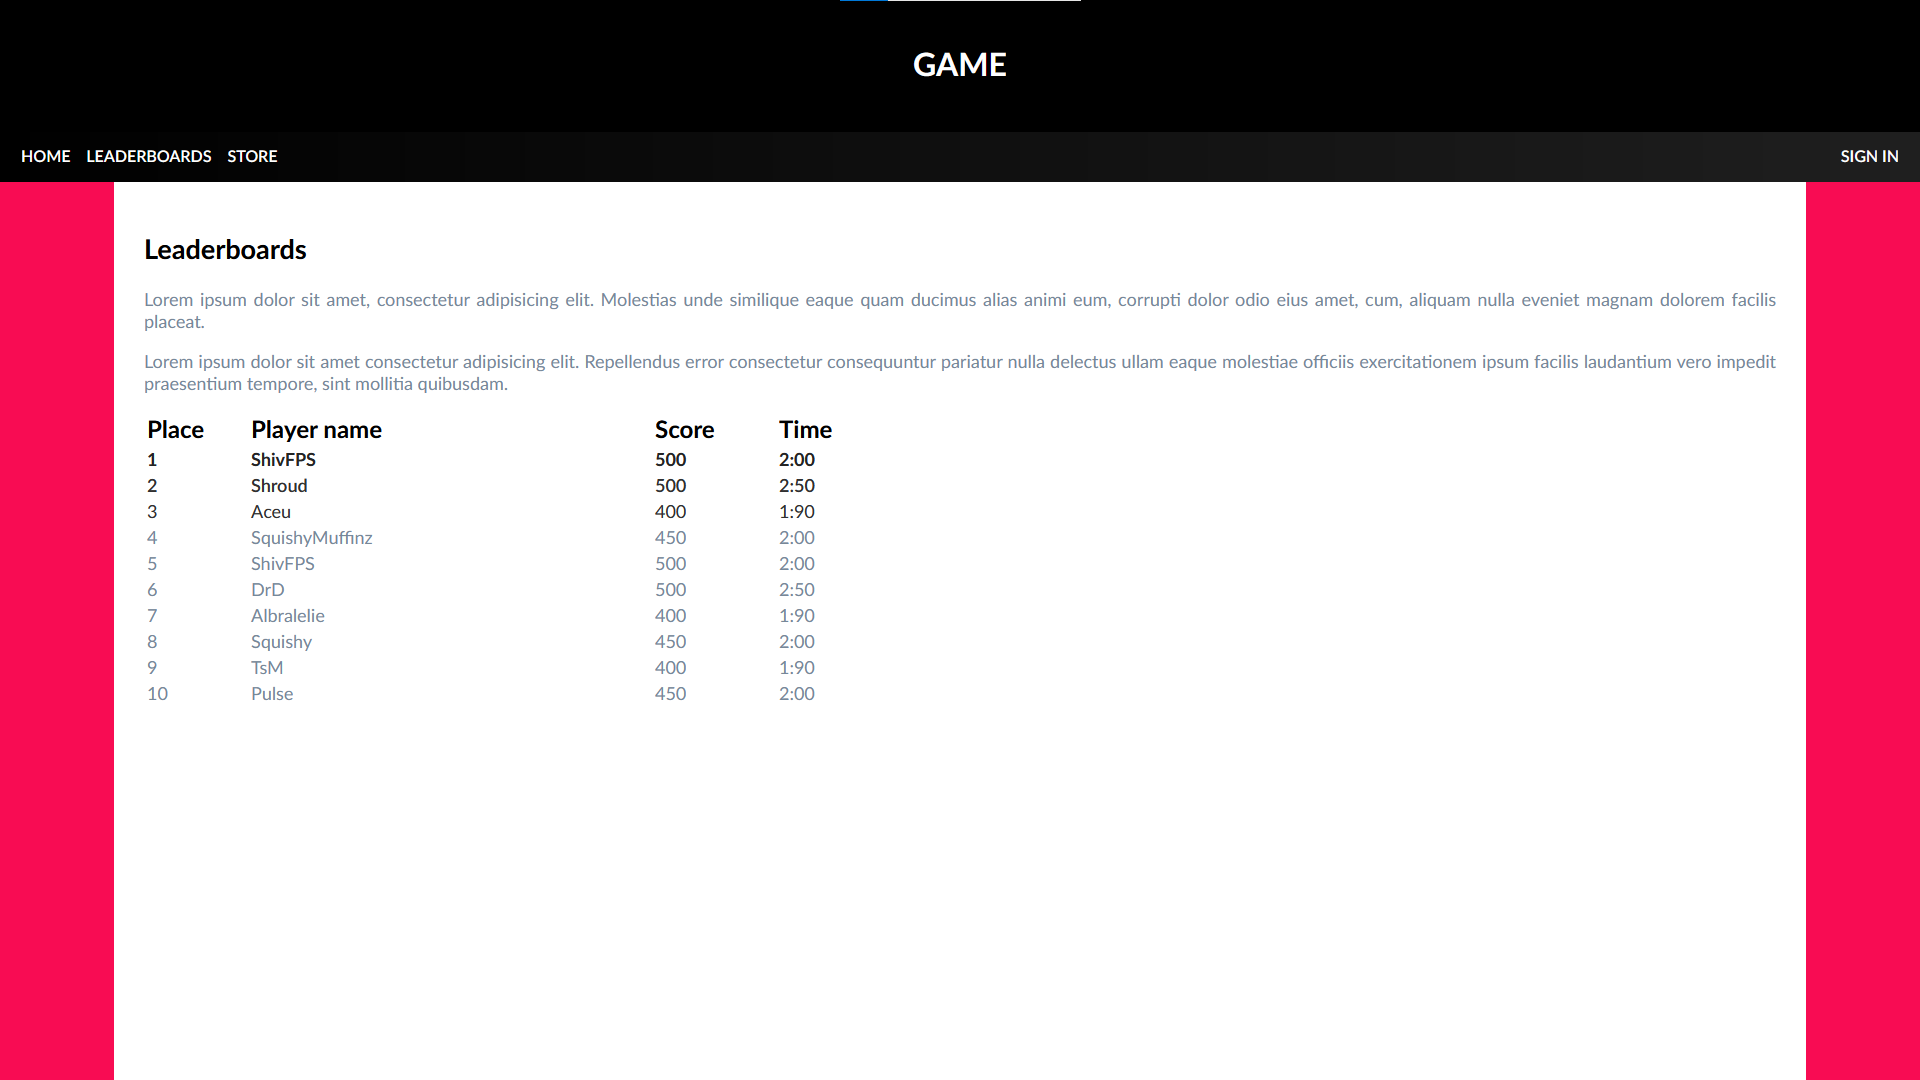 GAME
HOME LEADERBOARDS STORE SIGN IN
Leaderboards
Lorem ipsum dolor sit amet, consectetur adipisicing elit. Molestias unde similique eaque quam ducimus alias animi eum, corrupti dolor odio eius amet, cum, aliquam nulla eveniet magnam dolorem facilis
placeat.
Lorem ipsum dolor sit amet consectetur adipisicing elit. Repellendus error consectetur consequuntur pariatur nulla delectus ullam eaque molestiae officiis exercitationem ipsum facilis laudantium vero impedit
praesentium tempore, sint mollitia quibusdam.
Place Player name Score Time
1 ShivFPS 500 2:00
2 Shroud 500 2:50
3 Aceu 400 1:90
4 SquishyMuffinz 450 2:00
5 ShivFPS 500 2:00
6 DrD 500 2:50
7 Albralelie 400 1:90
8 Squishy 450 2:00
9 TsM 400 1:90
10 Pulse 450 2:00